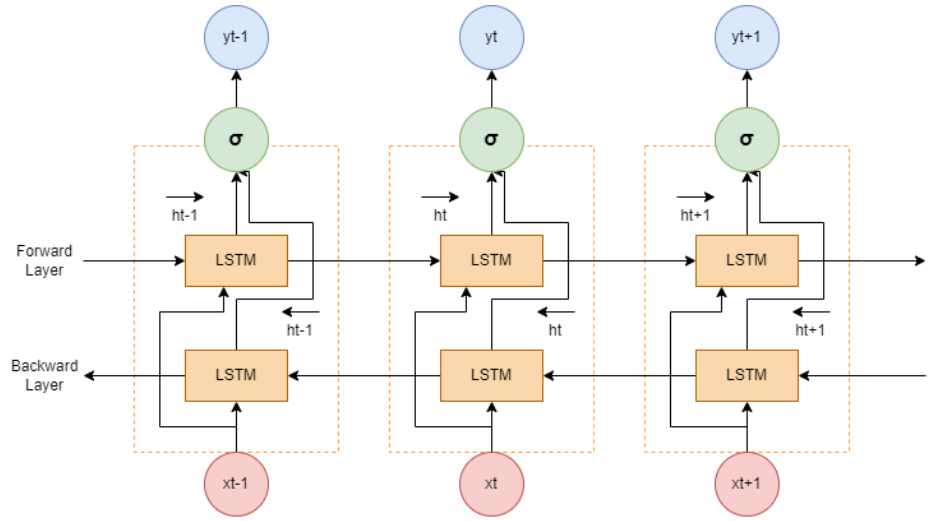 yt-1
yt
yt+1
σ
σ
σ
ht-1
ht
ht+1
Forward
Layer
LSTM
LSTM
LSTM
ht-1
ht
ht+1
Backward
Layer
LSTM
LSTM
LSTM
xt-1
xt
xt+1